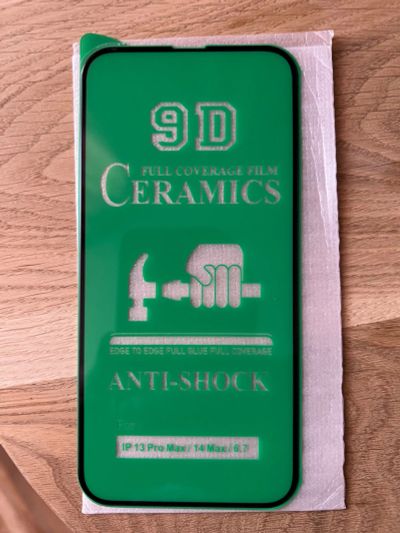 9D
FULL COVERAGE FILM
CERAMICS
EDGE TO EDGE FULL GLUE FULL COVERAGE
ANTI-SHOCK
For
IP 13 Pro Max / 14 Max / 6.7